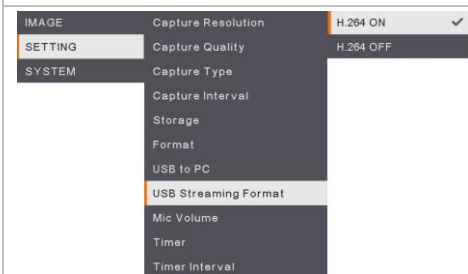 IMAGE
SETTING
SYSTEM
Capture Resolution
Capture Quality
Capture Type
Capture Interval
Storage
Format
USB to PC
USB Streaming Format
Mic Volume
Timer
Timer Interval
H.264 ON
H.264 OFF